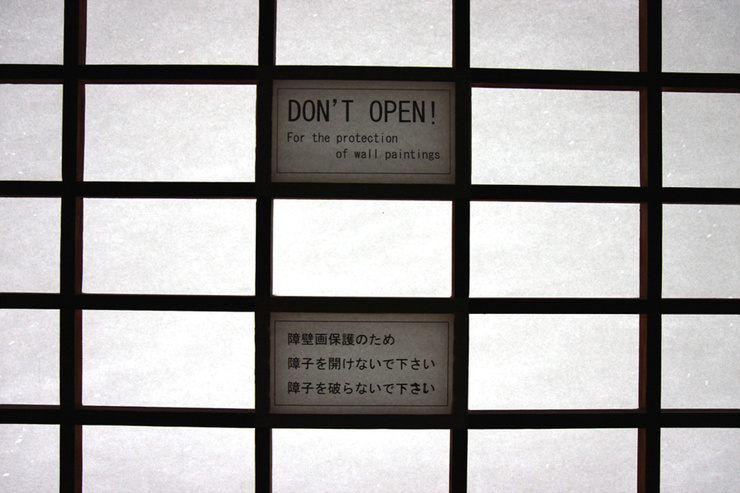 DON'T OPEN!
For the protection
of wall paintings
障壁画保護のため
障子を開けないで下さい
障子を破らないで下さい